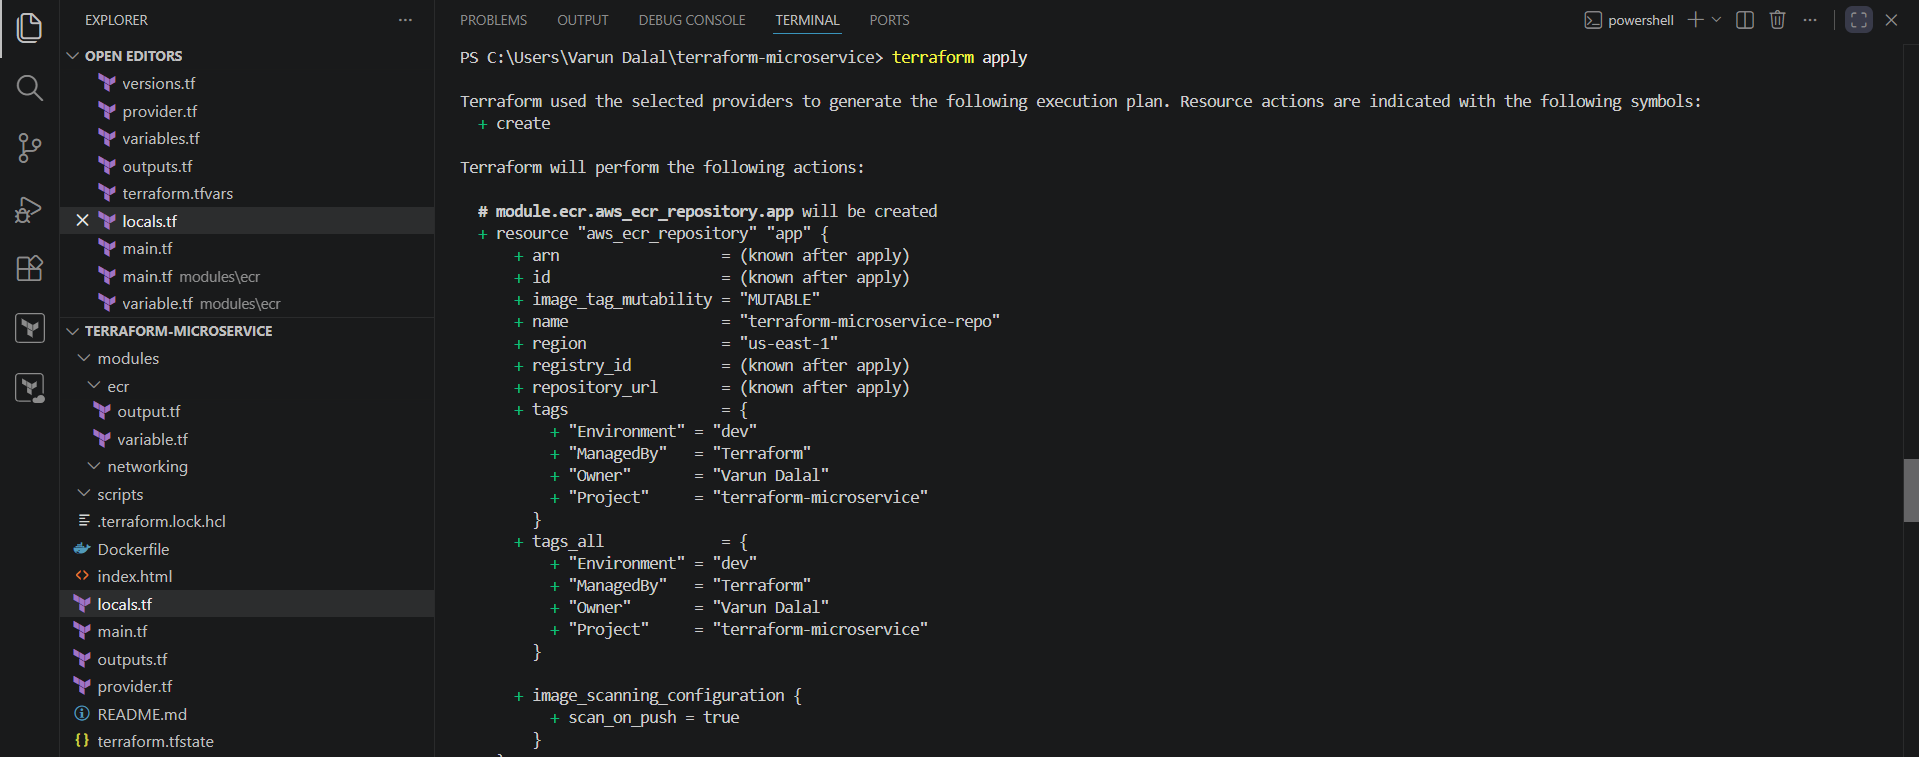 EXPLORER
OPEN EDITORS
versions.tf
provider.tf
variables.tf
outputs.tf
terraform.tfvars
locals.tf
main.tf
main.tf modules\ecr
variable.tf modules\ecr
TERRAFORM-MICROSERVICE
modules
ecr
output.tf
variable.tf
networking
scripts
.terraform.lock.hcl
Dockerfile
index.html
locals.tf
main.tf
outputs.tf
provider.tf
README.md
terraform.tfstate
PROBLEMS OUTPUT DEBUG CONSOLE TERMINAL PORTS
powershell
PS C:\Users\Varun Dalal\terraform-microservice> terraform apply
Terraform used the selected providers to generate the following execution plan. Resource actions are indicated with the following symbols:
+ create
Terraform will perform the following actions:
# module.ecr.aws_ecr_repository.app will be created
+ resource "aws_ecr_repository" "app" {
+ arn = (known after apply)
+ id = (known after apply)
+ image_tag_mutability = "MUTABLE"
+ name = "terraform-microservice-repo"
+ region = "us-east-1"
+ registry_id = (known after apply)
+ repository_url = (known after apply)
+ tags = {
+ "Environment" = "dev"
+ "ManagedBy" = "Terraform"
+ "Owner" = "Varun Dalal"
+ "Project" = "terraform-microservice"
}
+ tags_all = {
+ "Environment" = "dev"
+ "ManagedBy" = "Terraform"
+ "Owner" = "Varun Dalal"
+ "Project" = "terraform-microservice"
}
+ image_scanning_configuration {
+ scan_on_push = true
}